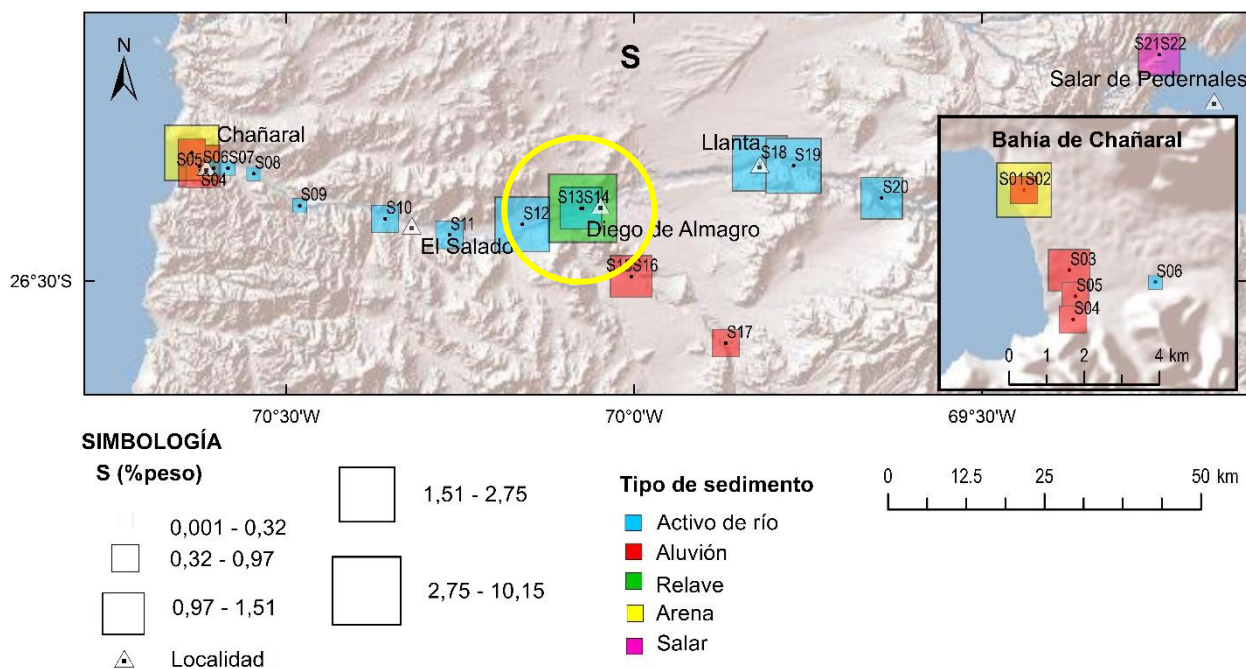 N
S
S21S22
Salar de Pedernales
Chañaral
S05 S06 S07 S08
S04
Llanta
S18 S19
Bahía de Chañaral
S09
S10
S20
S01S02
S13S14
S12
S11
El Salado
Diego de Almagro
S03
S05 S06
S04
26°30'S
S15S16
S17
0 1 2 4 km
70°30'W 70°0'W 69°30'W
SIMBOLOGÍA
S (%peso)
0,001 - 0,32
0,32 - 0,97
0,97 - 1,51
Localidad
1,51 - 2,75
2,75 - 10,15
Tipo de sedimento
Activo de río
Aluvión
Relave
Arena
Salar
0 12.5 25 50 km